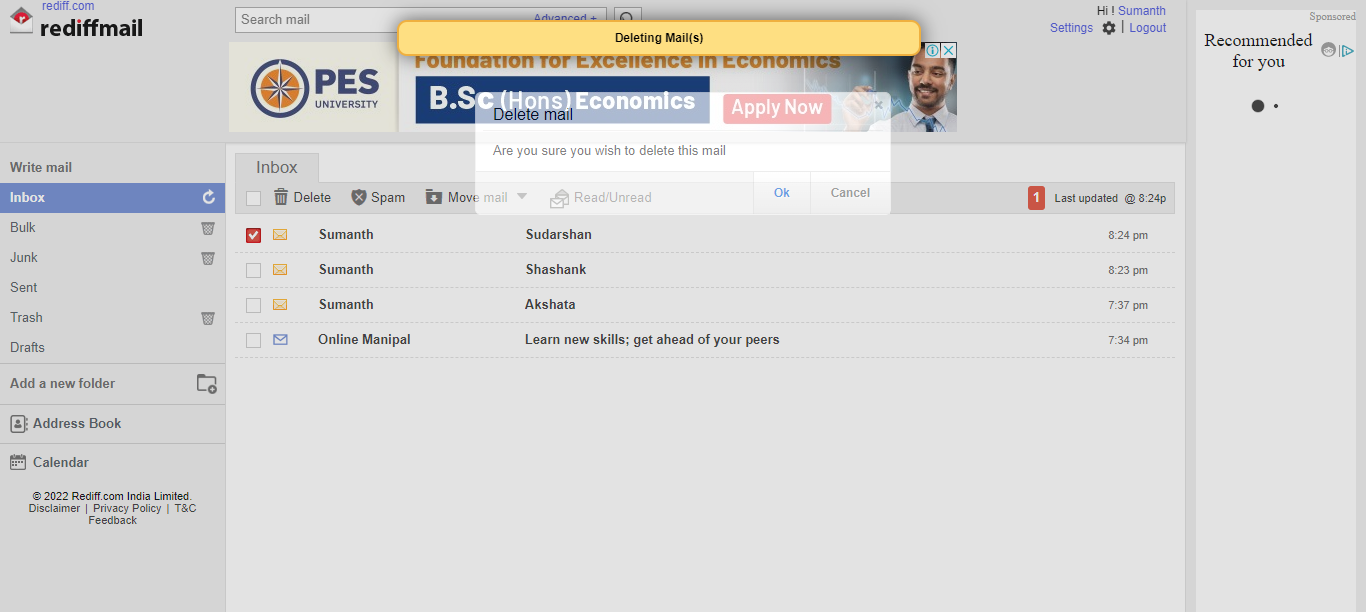 rediff.com
rediffmail
Search mail
Advanced +
Deleting Mail(s)
Hi ! Sumanth
Settings | Logout
Sponsored
Recommended
for you
PES
UNIVERSITY
Foundation for Excellence in Economics
B.Sc (Hons) Economics
Apply Now
Delete mail
×
Are you sure you wish to delete this mail
Ok
Cancel
Write mail
Inbox
Bulk
Junk
Sent
Trash
Drafts
Add a new folder
Address Book
Calendar
© 2022 Rediff.com India Limited.
Disclaimer | Privacy Policy | T&C
Feedback
Inbox
Delete Spam Move mail Read/Unread
1 Last updated @ 8:24p
Sumanth Sudarshan 8:24 pm
Sumanth Shashank 8:23 pm
Sumanth Akshata 7:37 pm
Online Manipal Learn new skills; get ahead of your peers 7:34 pm